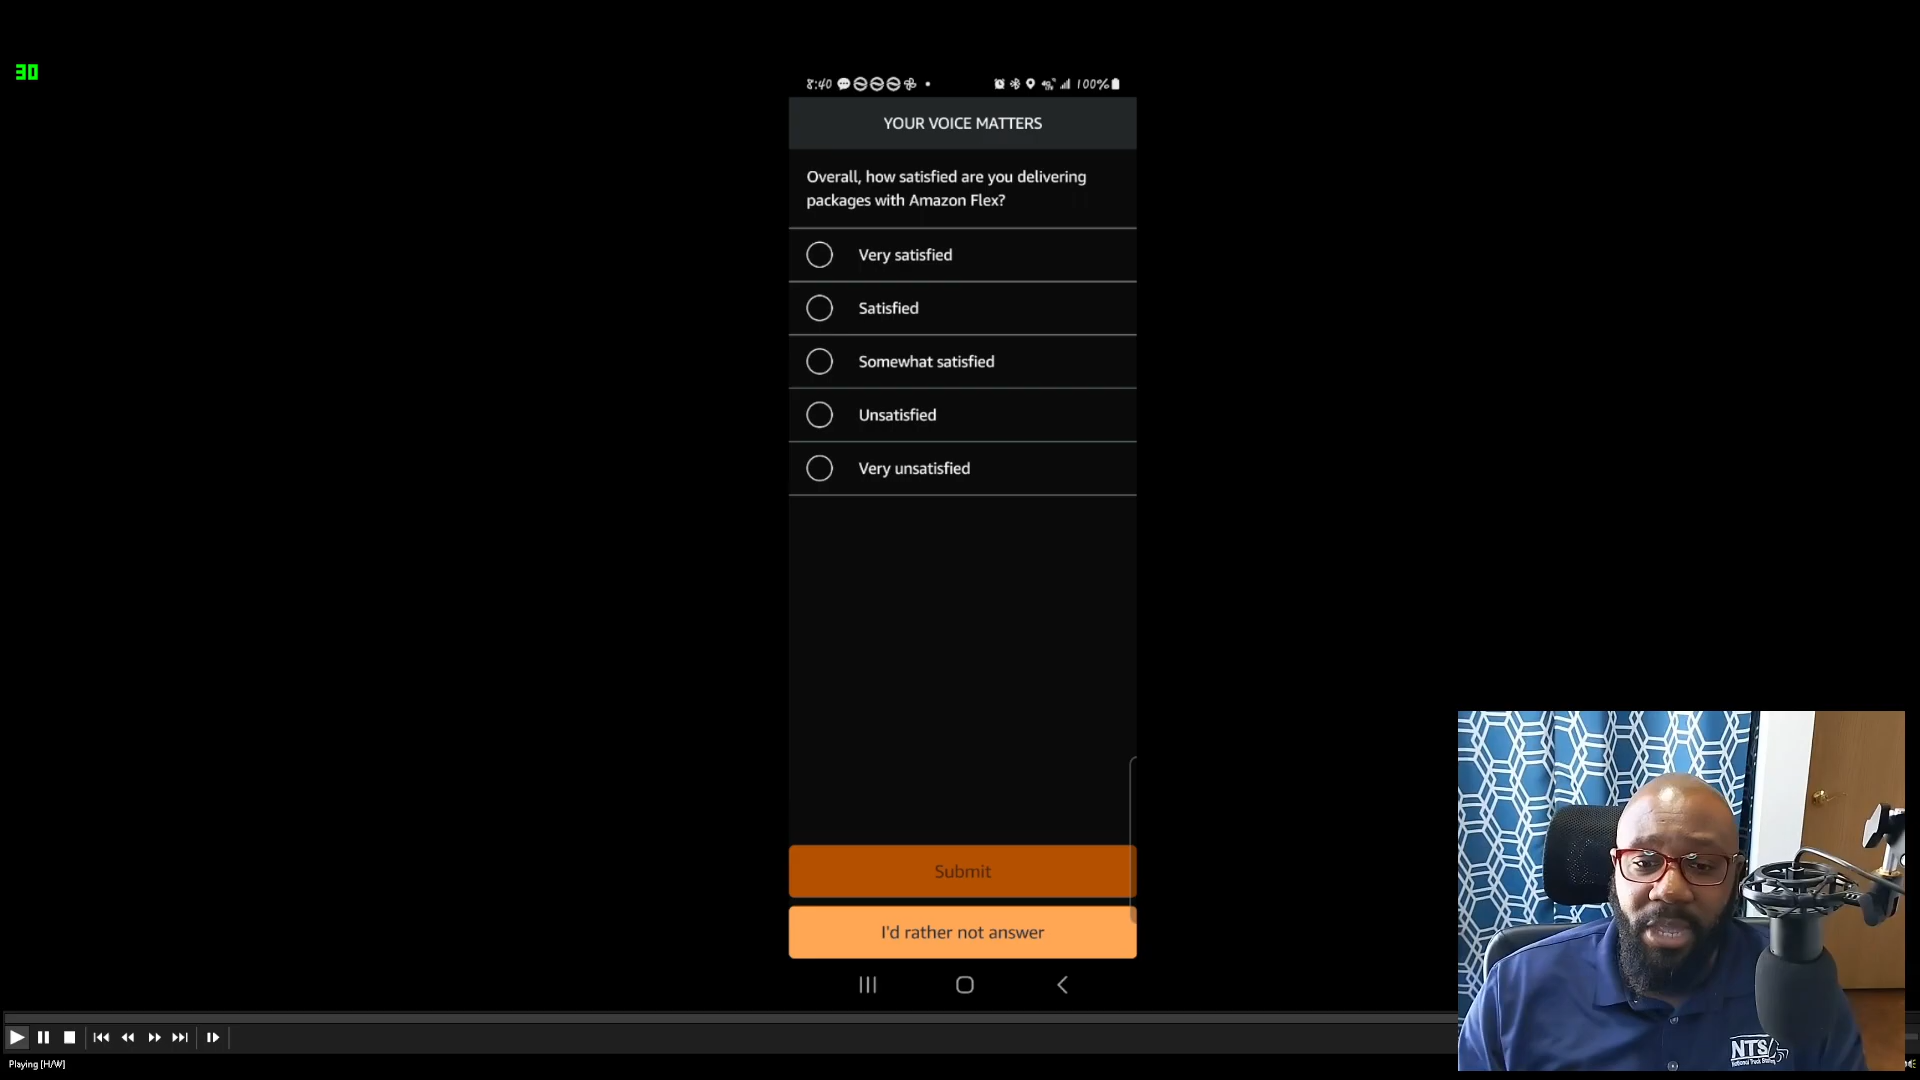 30
8:40
100%
YOUR VOICE MATTERS
Overall, how satisfied are you delivering
packages with Amazon Flex?
Very satisfied
Satisfied
Somewhat satisfied
Unsatisfied
Very unsatisfied
Submit
I'd rather not answer
NTS
Playing [H/W]